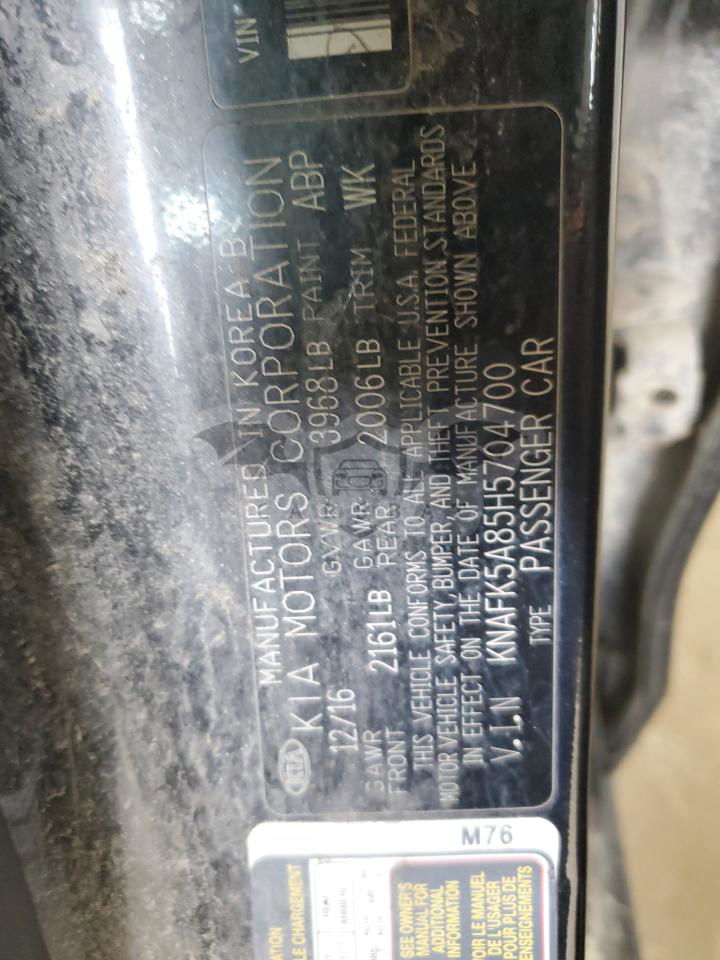 VIN
MANUFACTURED IN KOREA B
KIA KIA MOTORS CORPORATION
12/16 GVWR 3968LB PAINT ABP
GAWR FRONT 2161LB GAWR REAR 2006LB TRIM WK
THIS VEHICLE CONFORMS TO ALL APPLICABLE U.S.A. FEDERAL
MOTOR VEHICLE SAFETY, BUMPER, AND THEFT PREVENTION STANDARDS
IN EFFECT ON THE DATE OF MANUFACTURE SHOWN ABOVE
V.I.N KNAFK5A85H5704700
TYPE PASSENGER CAR
M76
SEE OWNER'S
MANUAL FOR
ADDITIONAL
INFORMATION
VOIR LE MANUEL
DE L'USAGER
POUR PLUS DE
RENSEIGNEMENTS
CHARGEMENT